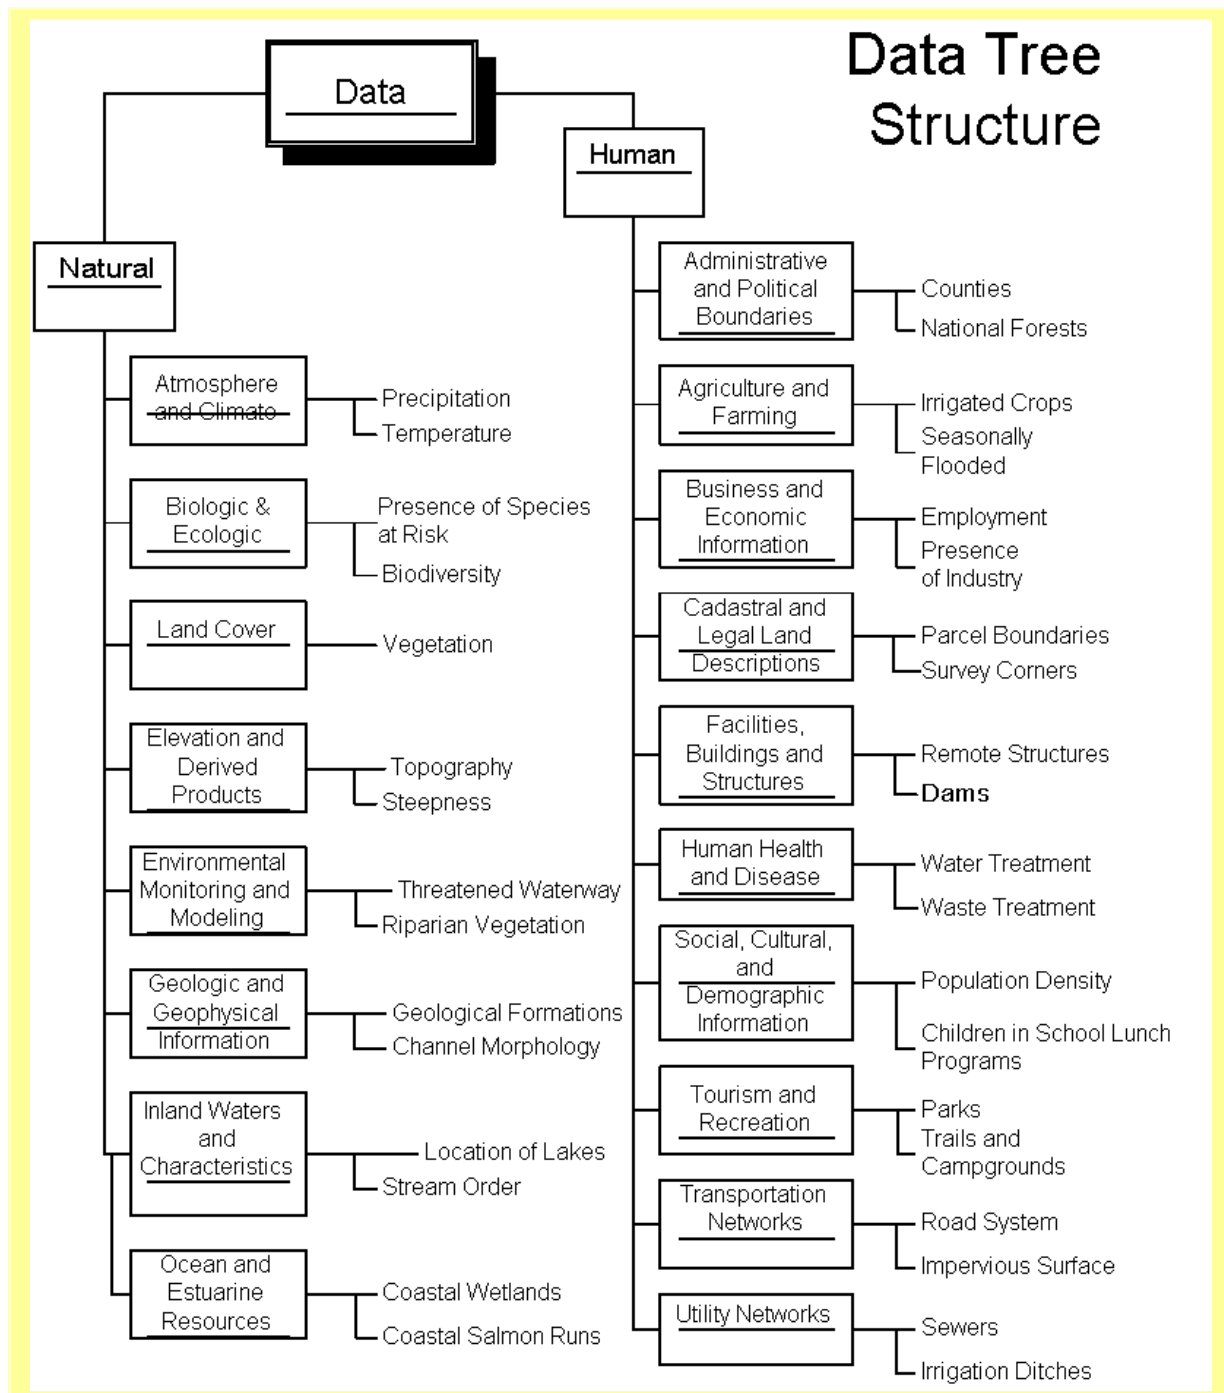 Data Tree
Structure
Data
Human
Natural
Atmosphere
and Climate
Precipitation
Temperature
Biologic &
Ecologic
Presence of Species
at Risk
Biodiversity
Land Cover
Vegetation
Elevation and
Derived
Products
Topography
Steepness
Environmental
Monitoring and
Modeling
Threatened Waterway
Riparian Vegetation
Geologic and
Geophysical
Information
Geological Formations
Channel Morphology
Inland Waters
and
Characteristics
Location of Lakes
Stream Order
Ocean and
Estuarine
Resources
Coastal Wetlands
Coastal Salmon Runs
Administrative
and Political
Boundaries
Counties
National Forests
Agriculture and
Farming
Irrigated Crops
Seasonally
Flooded
Business and
Economic
Information
Employment
Presence
of Industry
Cadastral and
Legal Land
Descriptions
Parcel Boundaries
Survey Corners
Facilities,
Buildings and
Structures
Remote Structures
Dams
Human Health
and Disease
Water Treatment
Waste Treatment
Social, Cultural,
and
Demographic
Information
Population Density
Children in School Lunch
Programs
Tourism and
Recreation
Parks
Trails and
Campgrounds
Transportation
Networks
Road System
Impervious Surface
Utility Networks
Sewers
Irrigation Ditches